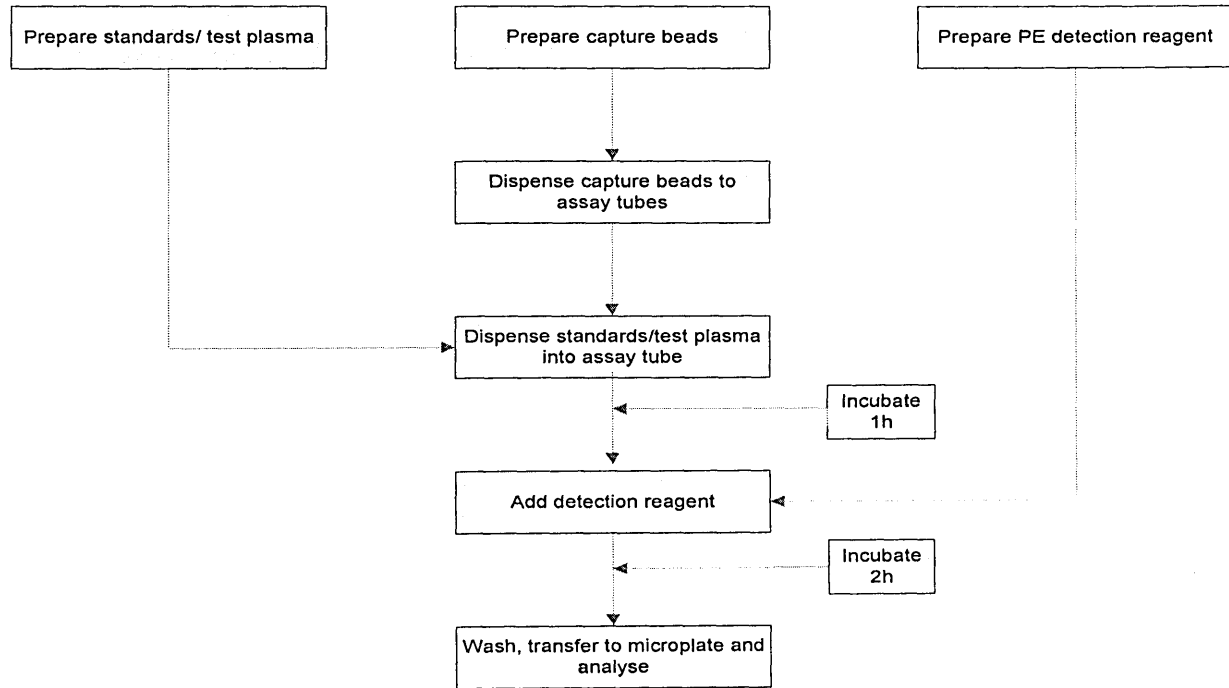 Prepare standards/ test plasma
Prepare capture beads
Prepare PE detection reagent
Dispense capture beads to
assay tubes
Dispense standards/test plasma
into assay tube
Incubate
1h
Add detection reagent
Incubate
2h
Wash, transfer to microplate and
analyse